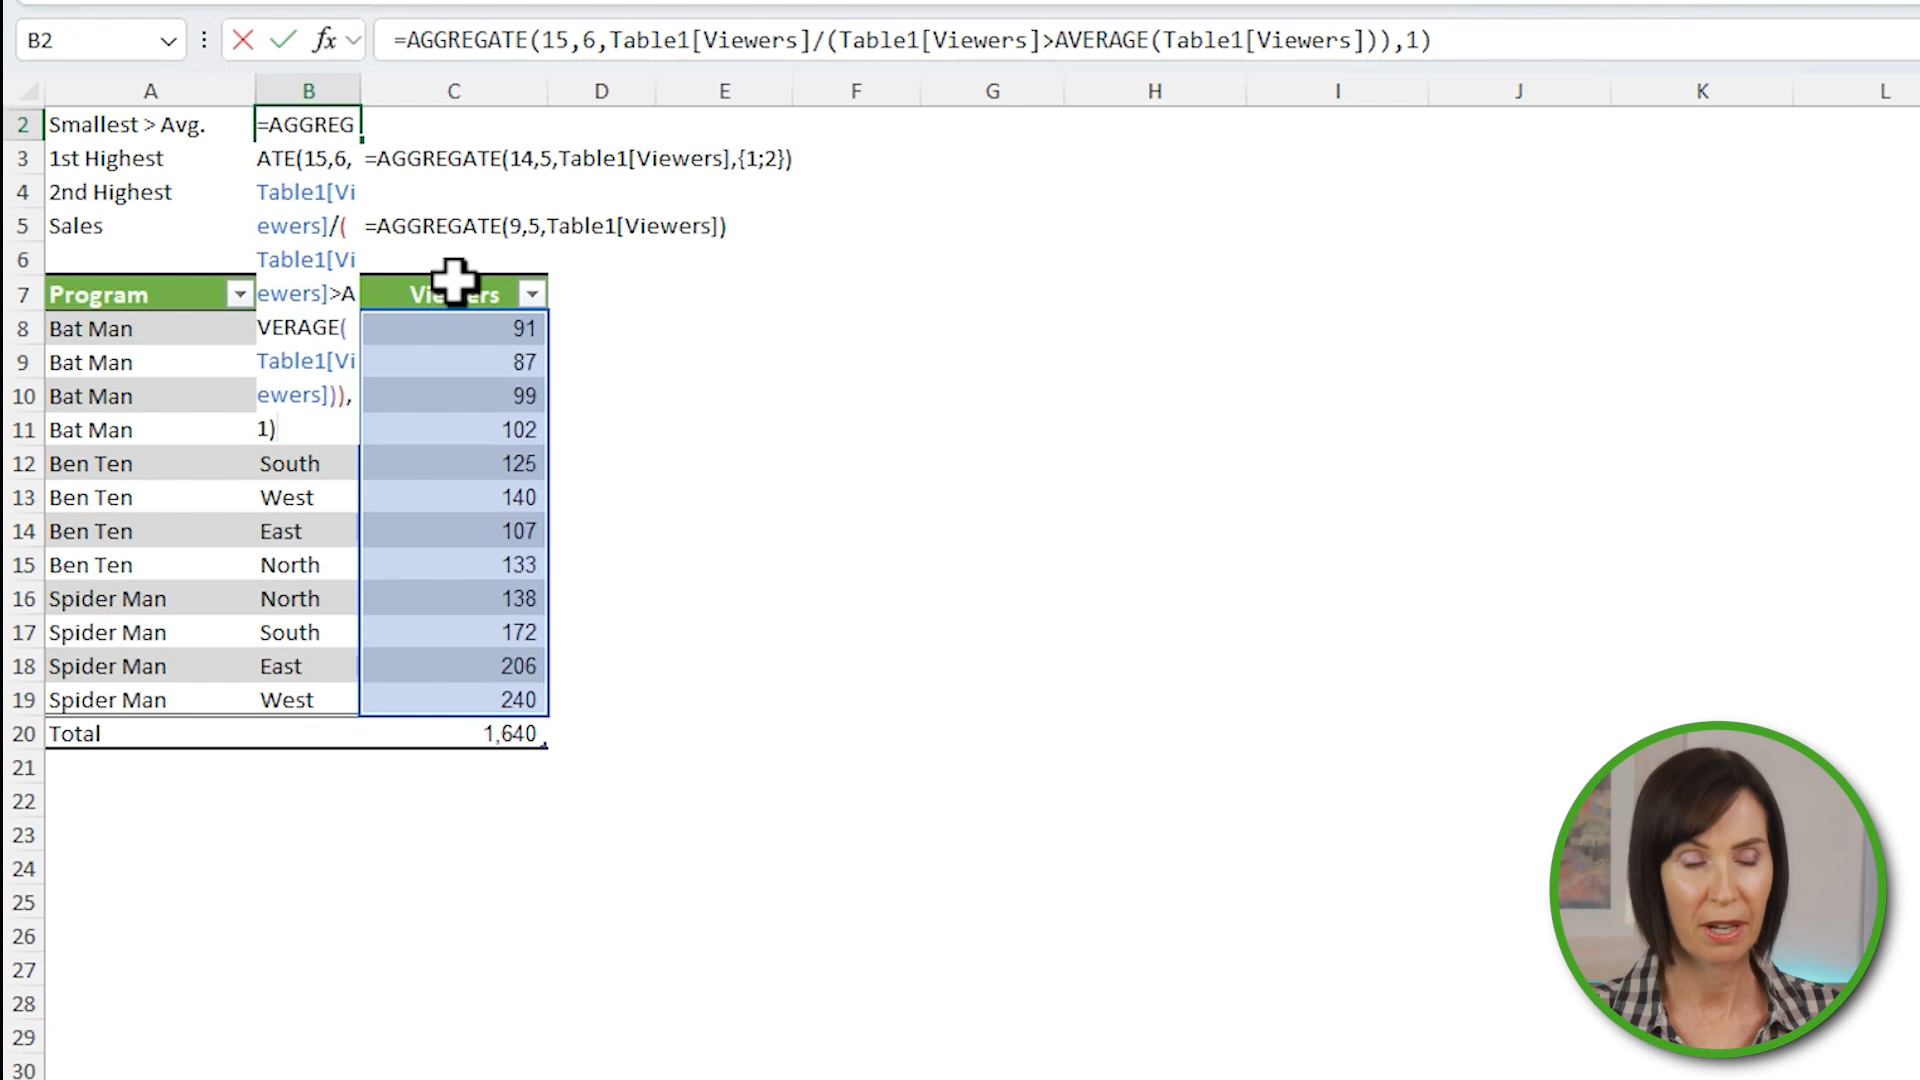 B2 fx =AGGREGATE(15,6,Table1[Viewers]/(Table1[Viewers]>AVERAGE(Table1[Viewers])),1)
A B C D E F G H I J K L
2 Smallest > Avg. =AGGREG
3 1st Highest ATE(15,6, =AGGREGATE(14,5,Table1[Viewers],{1;2})
4 2nd Highest Table1[Vi
5 Sales ewers]/( =AGGREGATE(9,5,Table1[Viewers])
6 Table1[Vi
7 Program ewers]>A Viewers
8 Bat Man VERAGE( 91
9 Bat Man Table1[Vi 87
10 Bat Man ewers])), 99
11 Bat Man 1) 102
12 Ben Ten South 125
13 Ben Ten West 140
14 Ben Ten East 107
15 Ben Ten North 133
16 Spider Man North 138
17 Spider Man South 172
18 Spider Man East 206
19 Spider Man West 240
20 Total 1,640
21
22
23
24
25
26
27
28
29
30